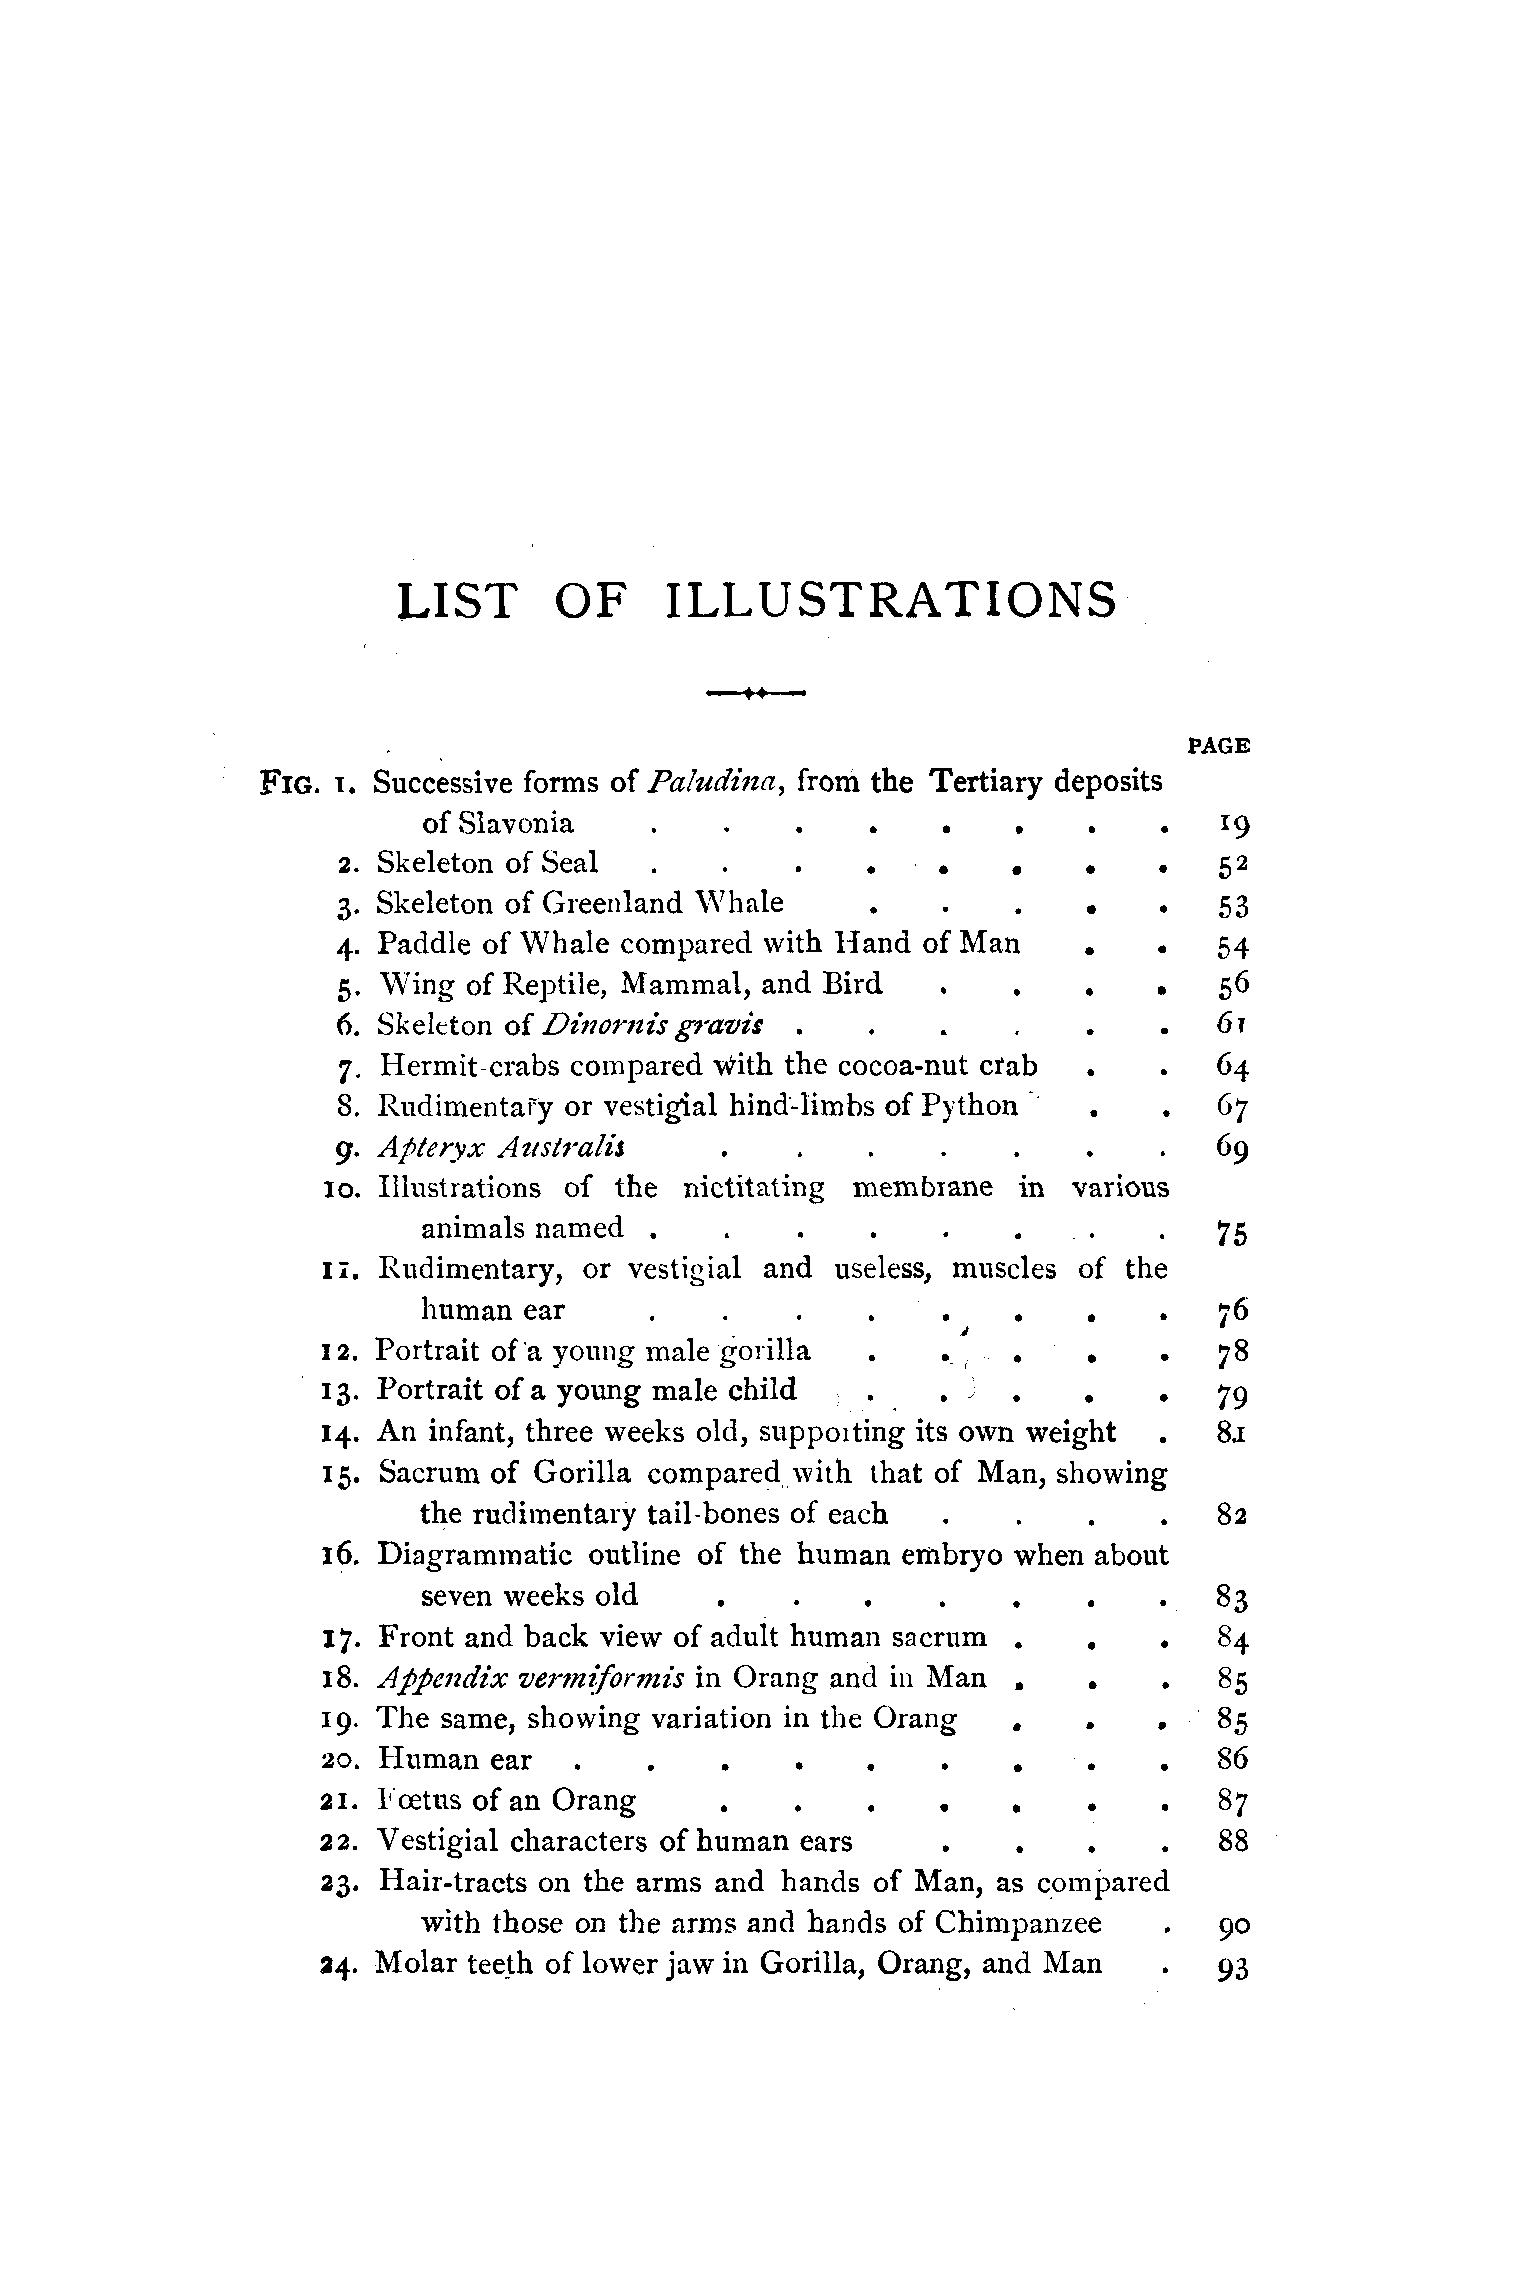 LIST OF ILLUSTRATIONS
PAGE
FIG. 1. Successive forms of Paludina, from the Tertiary deposits
of Slavonia . . . . . . . . 19
2. Skeleton of Seal . . . . . . . . 52
3. Skeleton of Greenland Whale . . . . . 53
4. Paddle of Whale compared with Hand of Man . . 54
5. Wing of Reptile, Mammal, and Bird . . . . 56
6. Skeleton of Dinornis gravis . . . . . . 61
7. Hermit-crabs compared with the cocoa-nut crab . . 64
8. Rudimentary or vestigial hind-limbs of Python . . 67
9. Apteryx Australis . . . . . . . 69
10. Illustrations of the nictitating membrane in various
animals named . . . . . . . . 75
11. Rudimentary, or vestigial and useless, muscles of the
human ear . . . . . . . . 76
12. Portrait of a young male gorilla . . . . . 78
13. Portrait of a young male child . . . . . 79
14. An infant, three weeks old, supporting its own weight . 81
15. Sacrum of Gorilla compared with that of Man, showing
the rudimentary tail-bones of each . . . . 82
16. Diagrammatic outline of the human embryo when about
seven weeks old . . . . . . . 83
17. Front and back view of adult human sacrum . . . 84
18. Appendix vermiformis in Orang and in Man . . . 85
19. The same, showing variation in the Orang . . . 85
20. Human ear . . . . . . . . . 86
21. Fœtus of an Orang . . . . . . . 87
22. Vestigial characters of human ears . . . . 88
23. Hair-tracts on the arms and hands of Man, as compared
with those on the arms and hands of Chimpanzee . 90
24. Molar teeth of lower jaw in Gorilla, Orang, and Man . 93